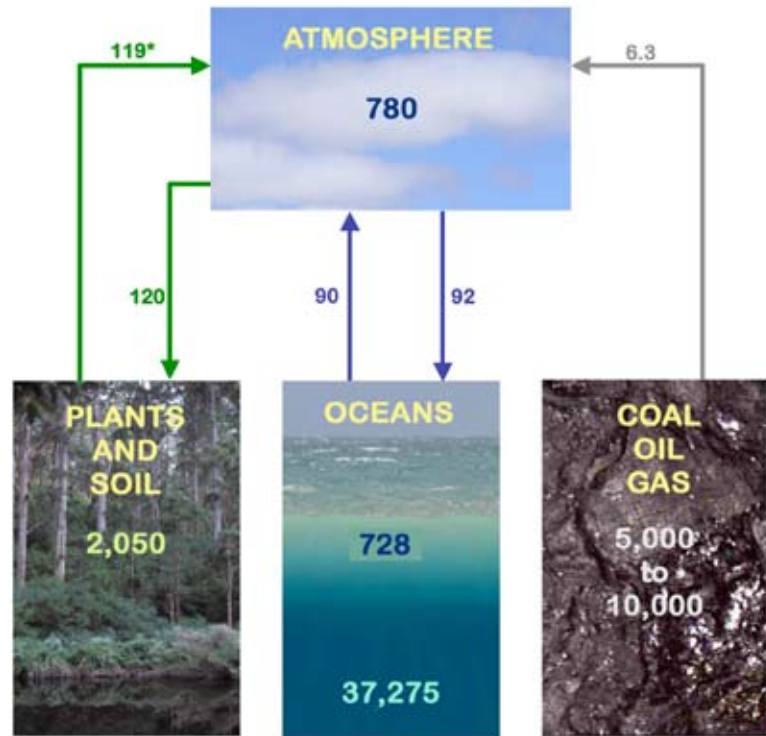 ATMOSPHERE
119*
6.3
780
120
90
92
PLANTS
AND
SOIL
2,050
OCEANS
728
37,275
COAL
OIL
GAS
5,000
to
10,000